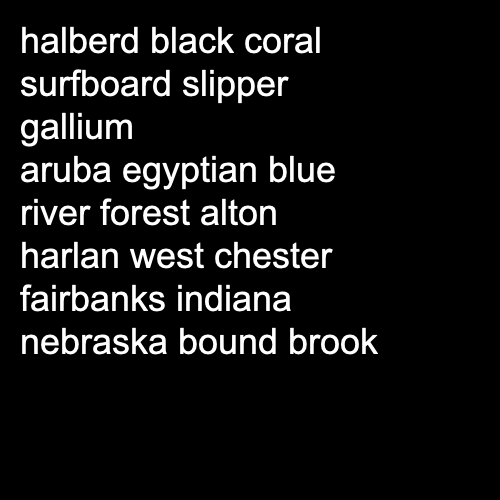 halberd black coral
surfboard slipper
gallium
aruba egyptian blue
river forest alton
harlan west chester
fairbanks indiana
nebraska bound brook